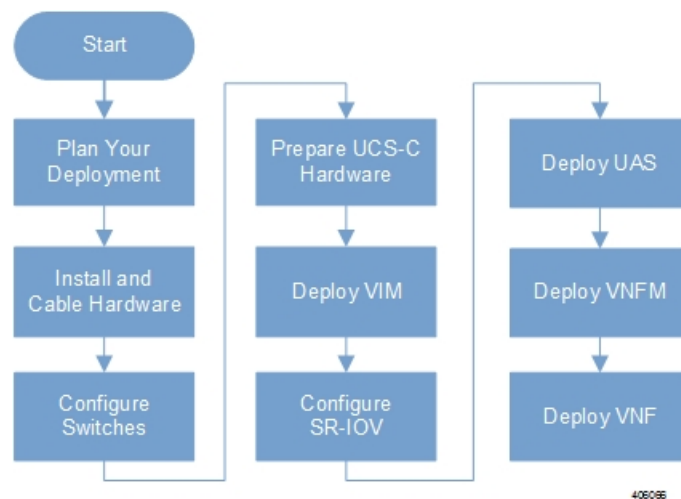 Start
Plan Your
Deployment
Install and
Cable Hardware
Configure
Switches
Prepare UCS-C
Hardware
Deploy VIM
Configure
SR-IOV
Deploy UAS
Deploy VNFM
Deploy VNF
406066